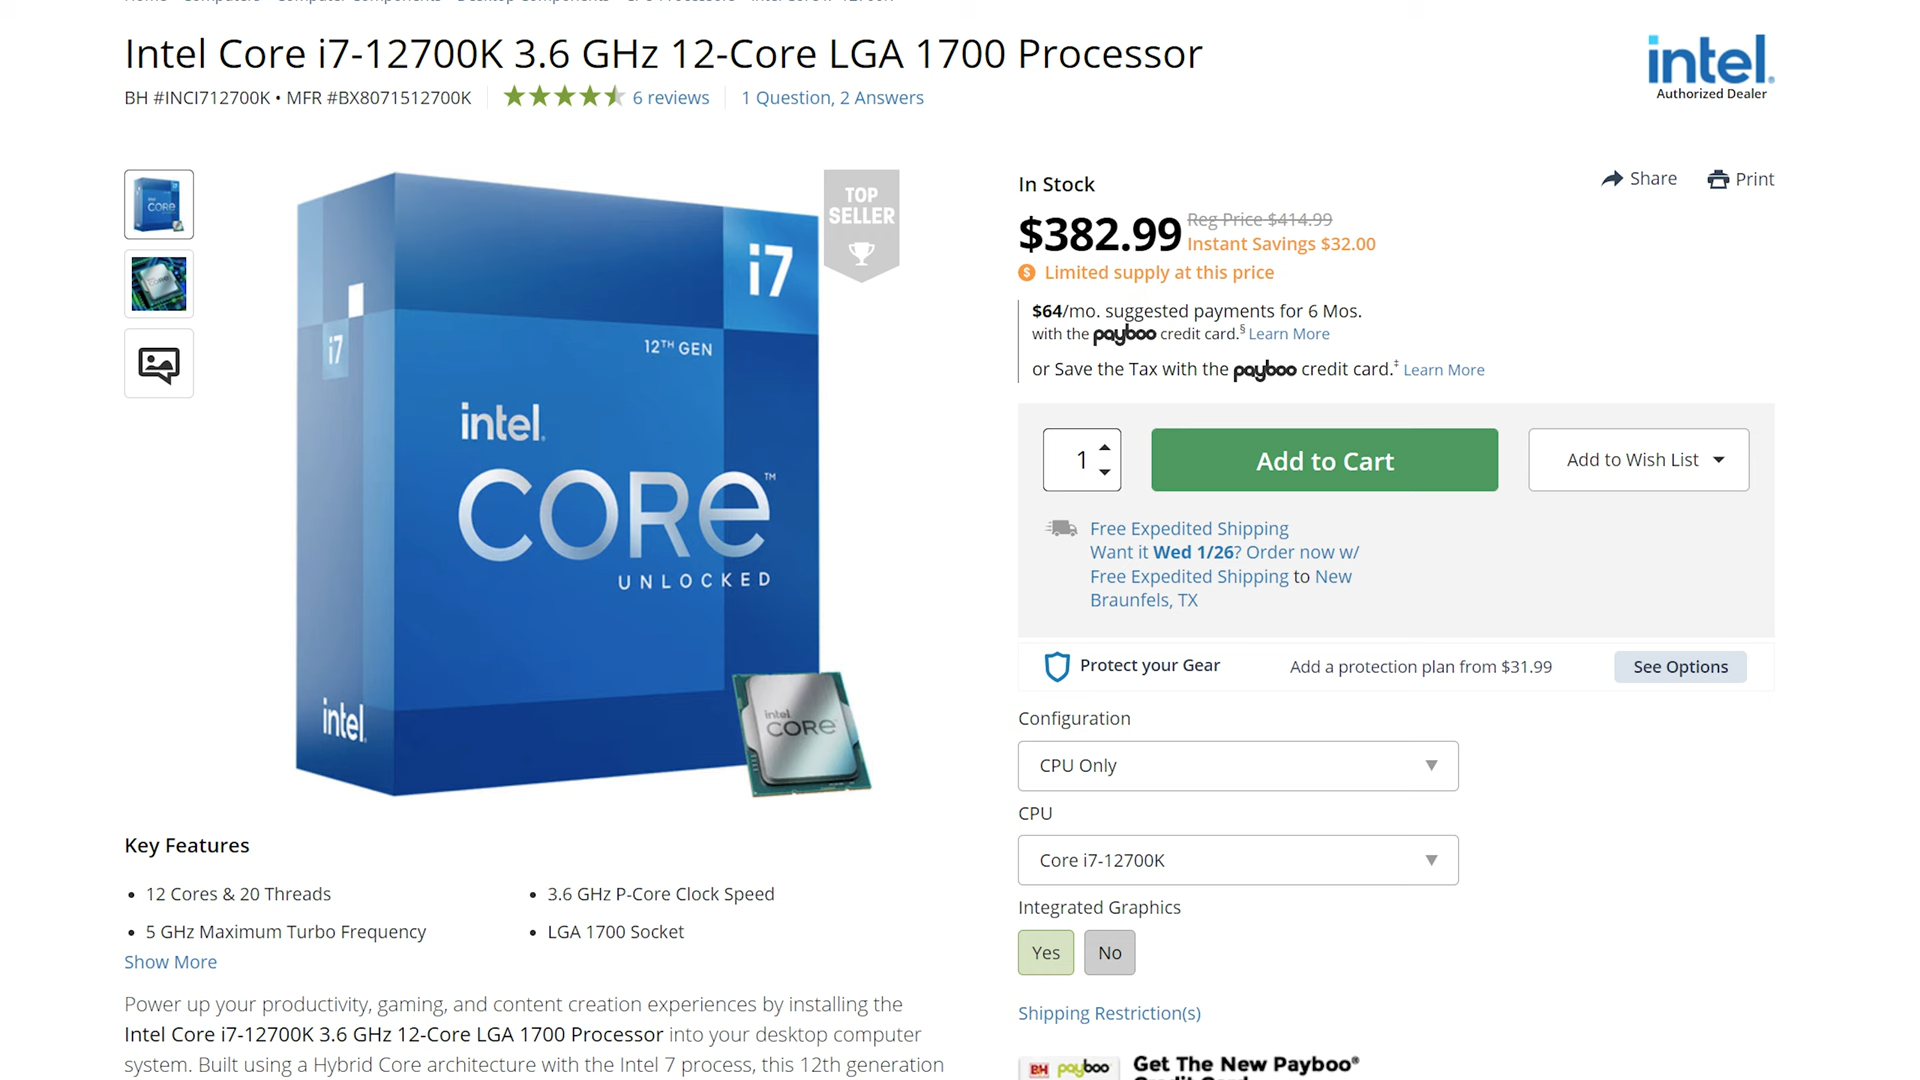 Intel Core i7-12700K 3.6 GHz 12-Core LGA 1700 Processor
BH #INCI712700K • MFR #BX8071512700K
6 reviews
1 Question, 2 Answers
intel.
Authorized Dealer
TOP
SELLER
i7
i7
12TH GEN
intel.
CORE™
UNLOCKED
intel.
intel
CORE
In Stock
Share
Print
$382.99
Reg Price $414.99
Instant Savings $32.00
$ Limited supply at this price
$64/mo. suggested payments for 6 Mos.
with the payboo credit card.§ Learn More
or Save the Tax with the payboo credit card.‡ Learn More
1
Add to Cart
Add to Wish List
Free Expedited Shipping
Want it Wed 1/26? Order now w/
Free Expedited Shipping to New
Braunfels, TX
Protect your Gear
Add a protection plan from $31.99
See Options
Configuration
CPU Only
CPU
Core i7-12700K
Integrated Graphics
Yes
No
Shipping Restriction(s)
BH payboo
Get The New Payboo®
Credit Card
Key Features
• 12 Cores & 20 Threads
• 3.6 GHz P-Core Clock Speed
• 5 GHz Maximum Turbo Frequency
• LGA 1700 Socket
Show More
Power up your productivity, gaming, and content creation experiences by installing the
Intel Core i7-12700K 3.6 GHz 12-Core LGA 1700 Processor into your desktop computer
system. Built using a Hybrid Core architecture with the Intel 7 process, this 12th generation